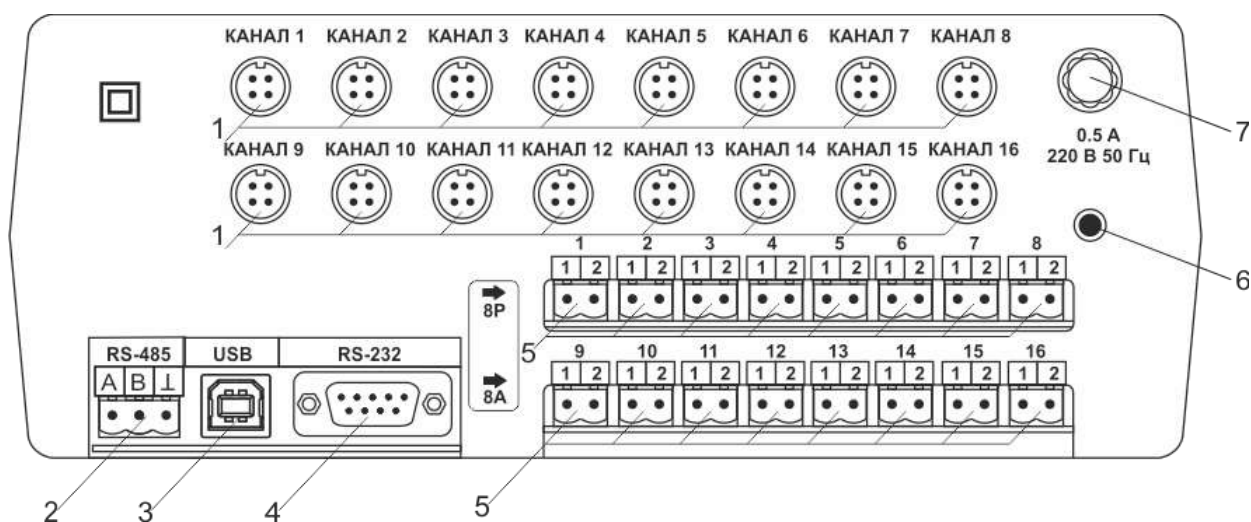 КАНАЛ 1 КАНАЛ 2 КАНАЛ 3 КАНАЛ 4 КАНАЛ 5 КАНАЛ 6 КАНАЛ 7 КАНАЛ 8
1
7
0.5 А
220 В 50 Гц
КАНАЛ 9 КАНАЛ 10 КАНАЛ 11 КАНАЛ 12 КАНАЛ 13 КАНАЛ 14 КАНАЛ 15 КАНАЛ 16
1
1 2 3 4 5 6 7 8
1 2 1 2 1 2 1 2 1 2 1 2 1 2 1 2
6
8Р
5
9 10 11 12 13 14 15 16
1 2 1 2 1 2 1 2 1 2 1 2 1 2 1 2
8А
RS-485 USB RS-232
A B ⊥
2 3 4 5